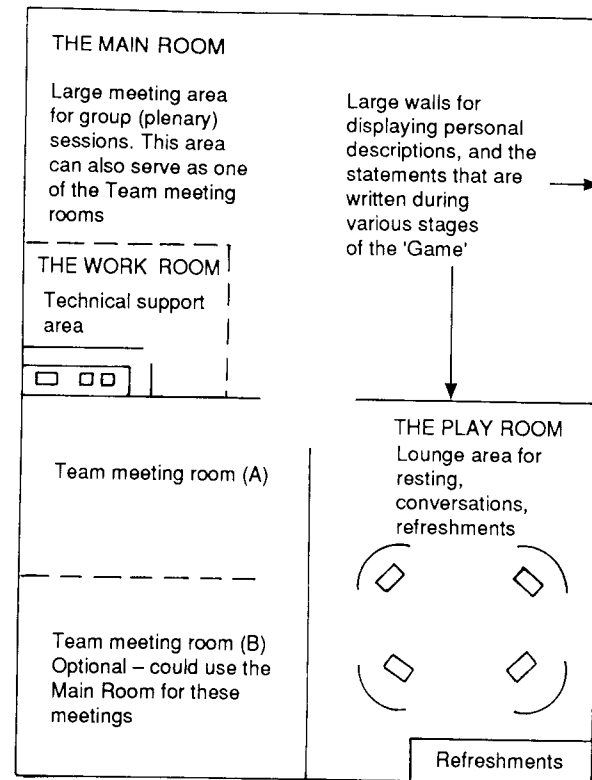 THE MAIN ROOM
Large meeting area
for group (plenary)
sessions. This area
can also serve as one
of the Team meeting
rooms
Large walls for
displaying personal
descriptions, and the
statements that are
written during
various stages
of the 'Game'
THE WORK ROOM
Technical support
area
THE PLAY ROOM
Lounge area for
resting,
conversations,
refreshments
Team meeting room (A)
Team meeting room (B)
Optional – could use the
Main Room for these
meetings
Refreshments